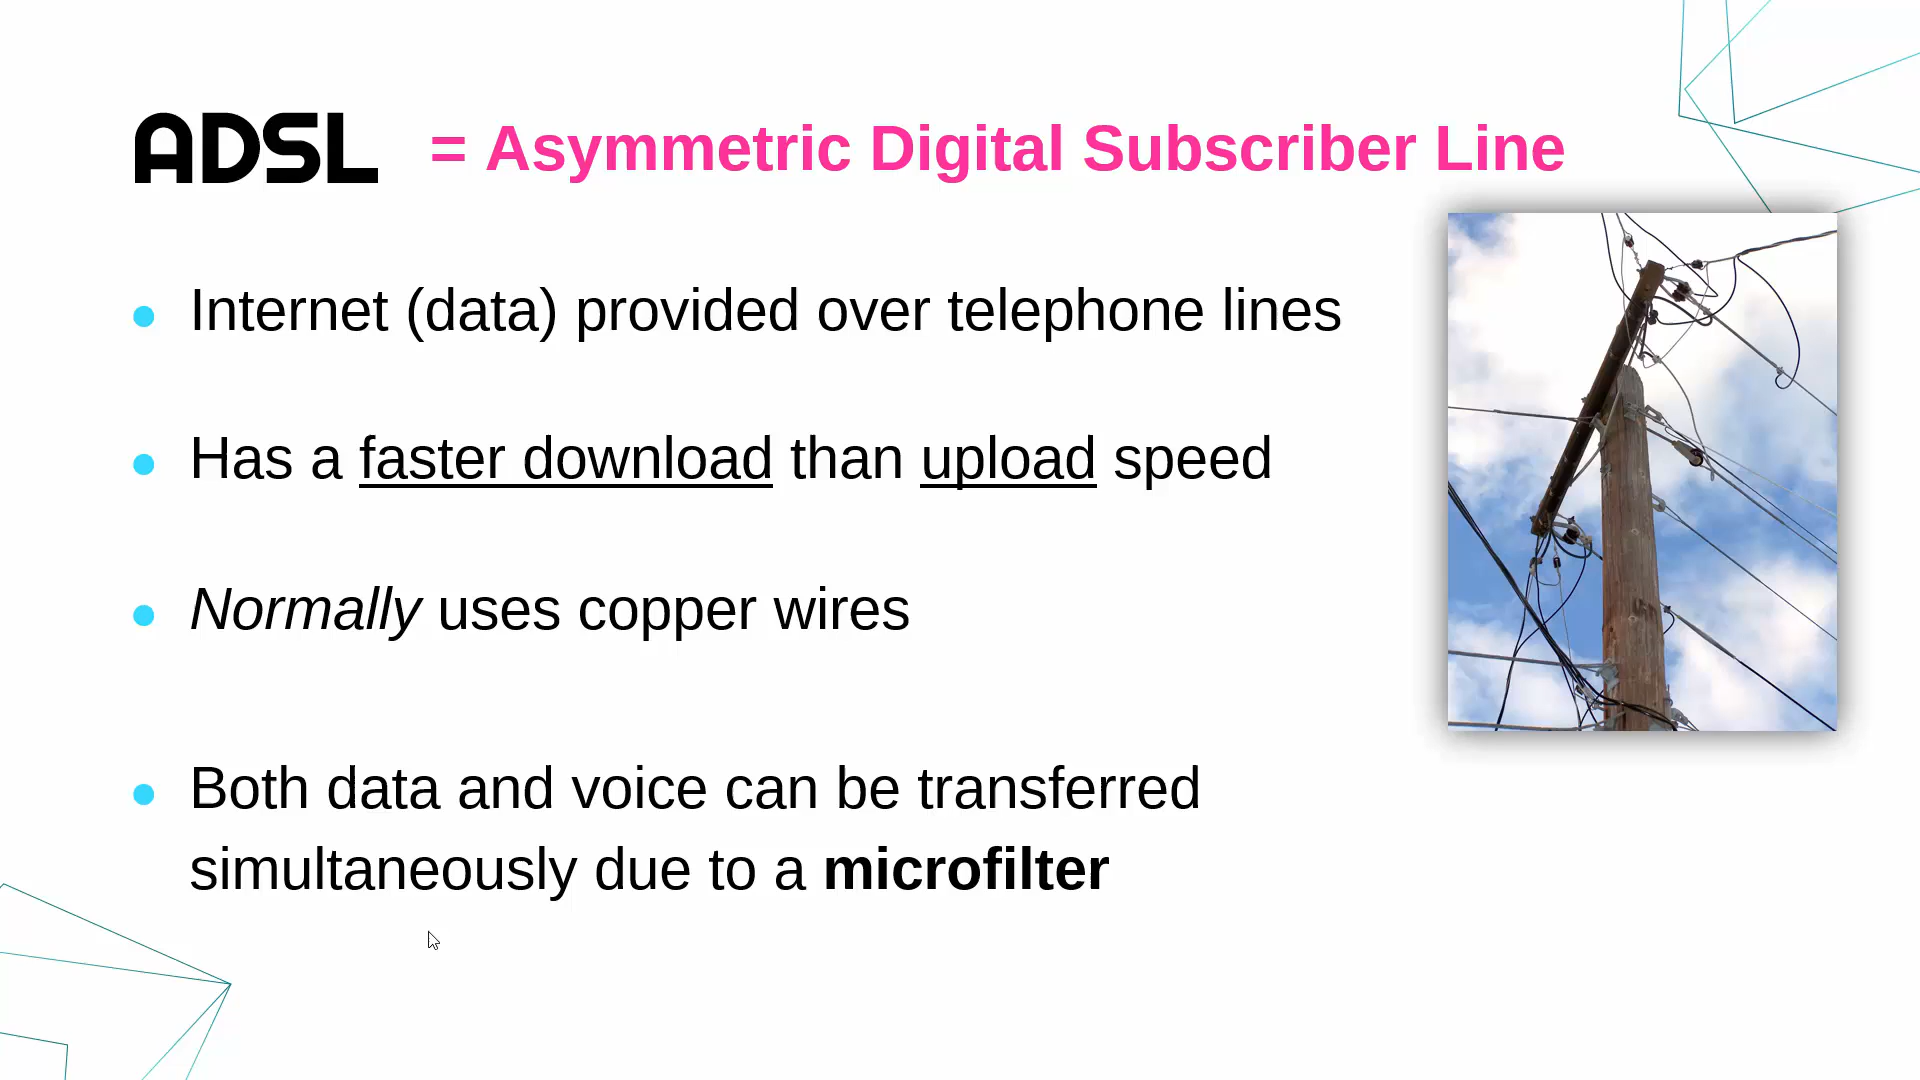 ADSL = Asymmetric Digital Subscriber Line
Internet (data) provided over telephone lines
Has a faster download than upload speed
Normally uses copper wires
Both data and voice can be transferred
simultaneously due to a microfilter